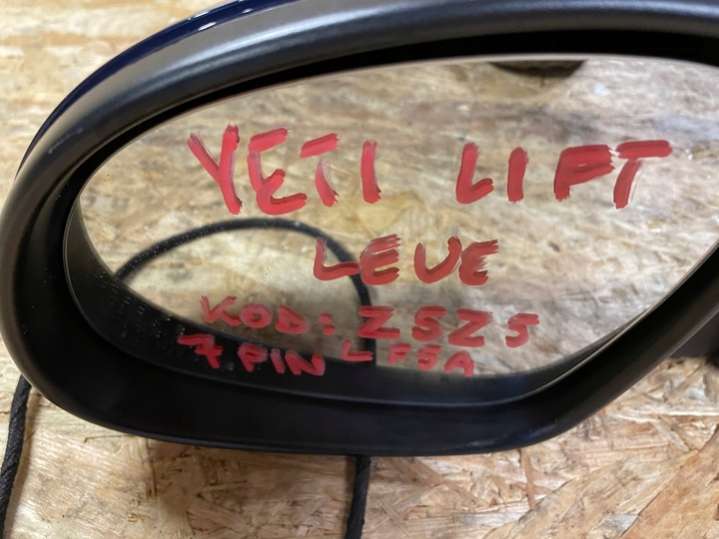 YETI LIFT
LEVE
KOD: Z5Z5
7 PIN LF5A